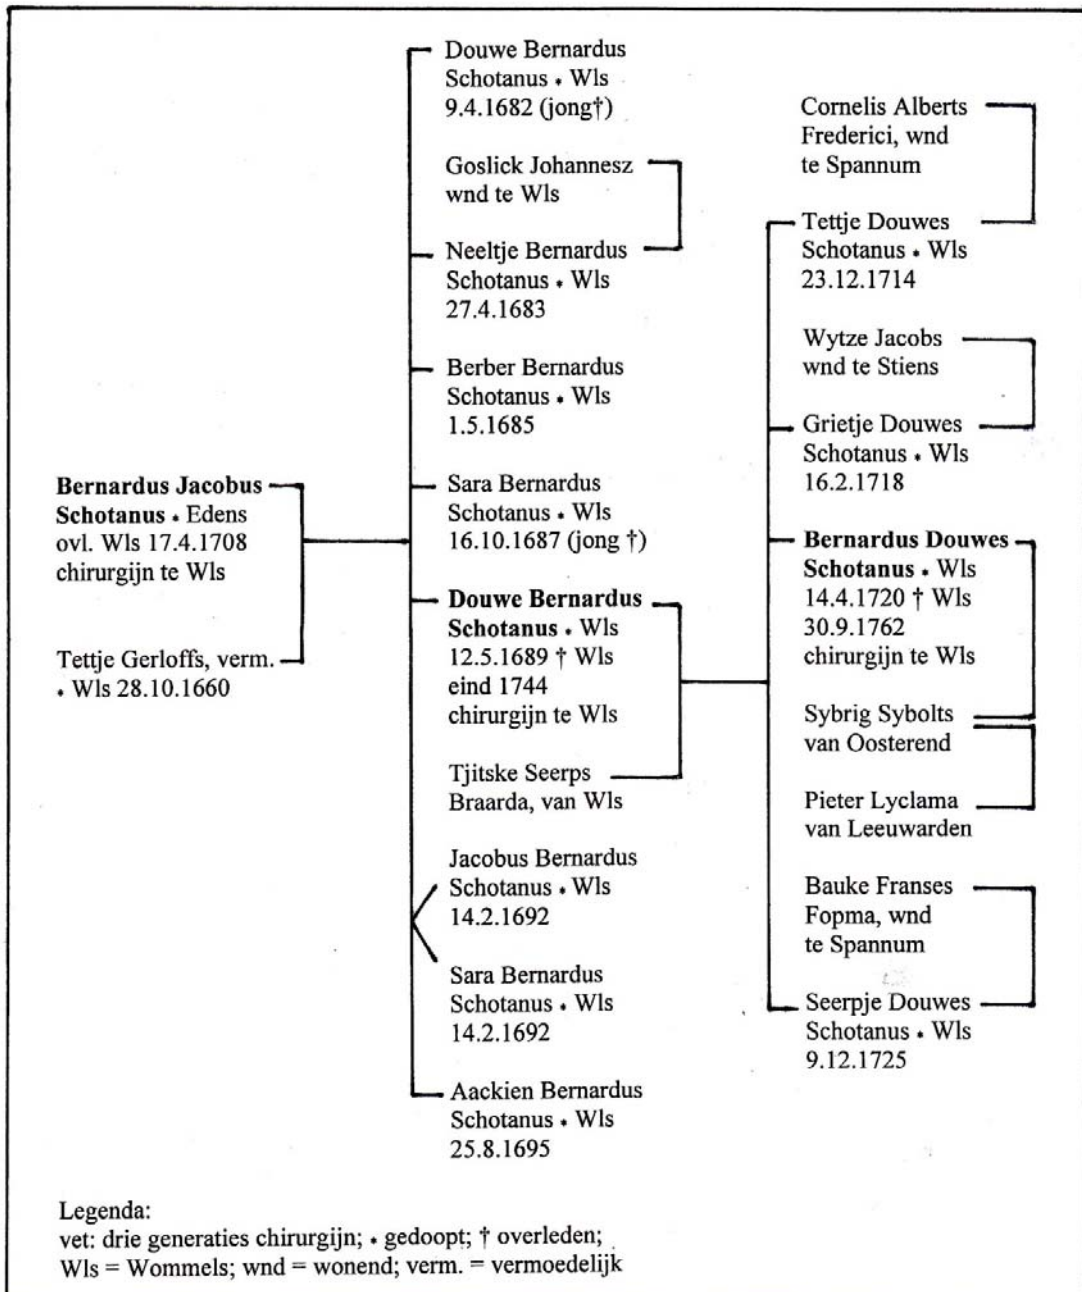 Bernardus Jacobus
Schotanus * Edens
ovl. Wls 17.4.1708
chirurgijn te Wls
Tettje Gerloffs, verm.
* Wls 28.10.1660
Douwe Bernardus
Schotanus * Wls
9.4.1682 (jong†)
Goslick Johannesz
wnd te Wls
Neeltje Bernardus
Schotanus * Wls
27.4.1683
Berber Bernardus
Schotanus * Wls
1.5.1685
Sara Bernardus
Schotanus * Wls
16.10.1687 (jong †)
Douwe Bernardus
Schotanus * Wls
12.5.1689 † Wls
eind 1744
chirurgijn te Wls
Tjitske Seerps
Braarda, van Wls
Jacobus Bernardus
Schotanus * Wls
14.2.1692
Sara Bernardus
Schotanus * Wls
14.2.1692
Aackien Bernardus
Schotanus * Wls
25.8.1695
Cornelis Alberts
Frederici, wnd
te Spannum
Tettje Douwes
Schotanus * Wls
23.12.1714
Wytze Jacobs
wnd te Stiens
Grietje Douwes
Schotanus * Wls
16.2.1718
Bernardus Douwes
Schotanus * Wls
14.4.1720 † Wls
30.9.1762
chirurgijn te Wls
Sybrig Sybolts
van Oosterend
Pieter Lyclama
van Leeuwarden
Bauke Franses
Fopma, wnd
te Spannum
Seerpje Douwes
Schotanus * Wls
9.12.1725
Legenda:
vet: drie generaties chirurgijn; * gedoopt; † overleden;
Wls = Wommels; wnd = wonend; verm. = vermoedelijk